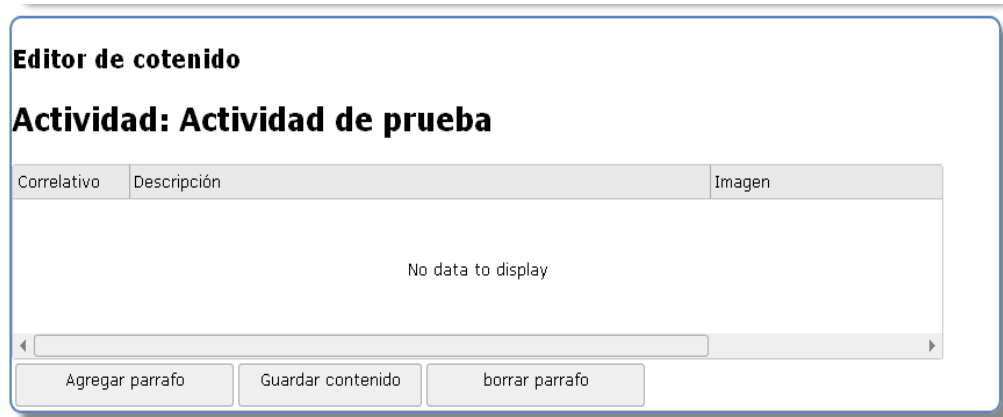 Editor de cotenido
Actividad: Actividad de prueba
Correlativo Descripción Imagen
No data to display
Agregar parrafo Guardar contenido borrar parrafo